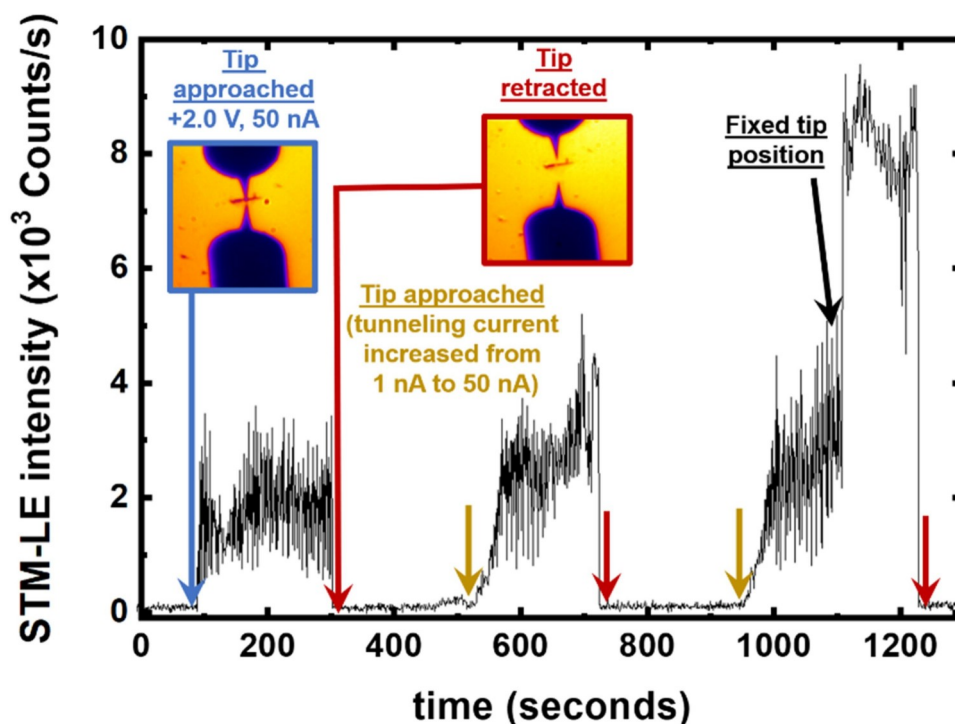 STM-LE intensity (x10³ Counts/s)
10
8
6
4
2
0
Tip
approached
+2.0 V, 50 nA
Tip
retracted
Fixed tip
position
Tip approached
(tunneling current
increased from
1 nA to 50 nA)
0 200 400 600 800 1000 1200
time (seconds)